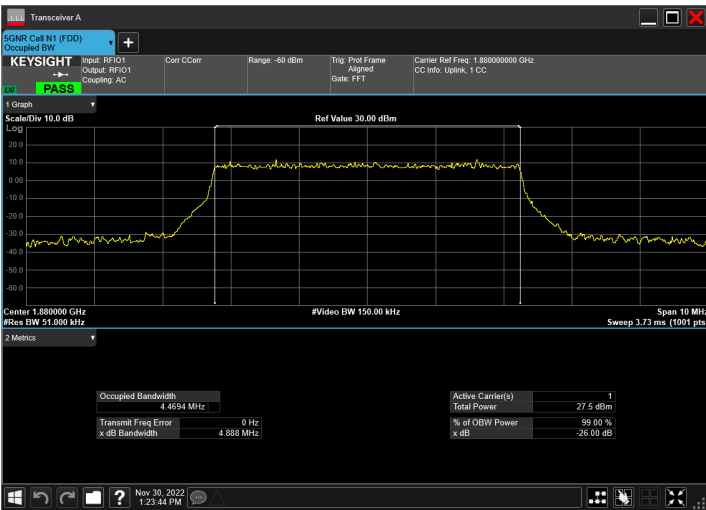 Transceiver A
5GNR Cell N1 (FDD)
Occupied BW
KEYSIGHT
PASS
Input: RFIO1
Output: RFIO1
Coupling: AC
Corr CCorr
Range: -60 dBm
Trig: Prot Frame
Aligned
Gate: FFT
Carrier Ref Freq: 1.880000000 GHz
CC Info: Uplink, 1 CC
1 Graph
Scale/Div 10.0 dB
Ref Value 30.00 dBm
Log
20.0
10.0
0.00
-10.0
-20.0
-30.0
-40.0
-50.0
-60.0
Center 1.880000 GHz
#Video BW 150.00 kHz
Span 10 MHz
#Res BW 51.000 kHz
Sweep 3.73 ms (1001 pts
2 Metrics
Occupied Bandwidth
4.4694 MHz
Transmit Freq Error 0 Hz
x dB Bandwidth 4.888 MHz
Active Carrier(s) 1
Total Power 27.5 dBm
% of OBW Power 99.00 %
x dB -26.00 dB
?
Nov 30, 2022
1:23:44 PM